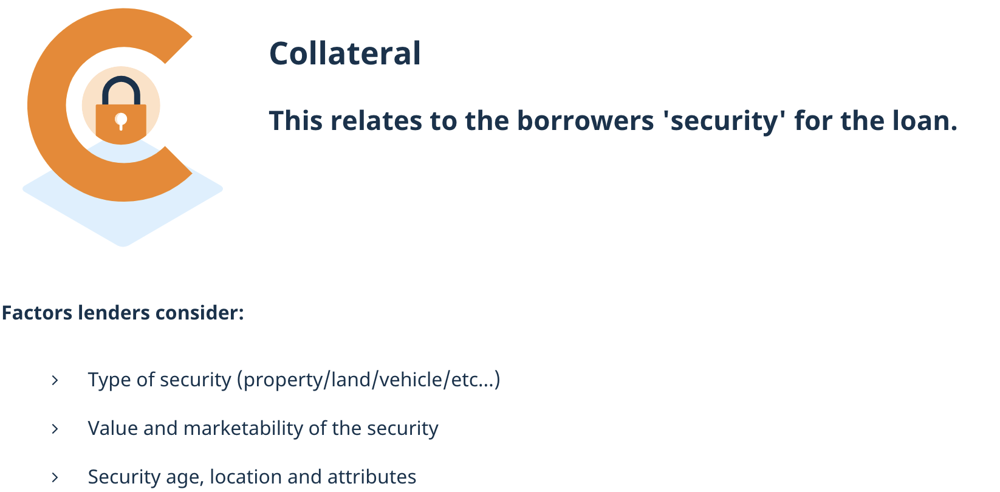 Collateral
This relates to the borrowers 'security' for the loan.
Factors lenders consider:
Type of security (property/land/vehicle/etc...)
Value and marketability of the security
Security age, location and attributes